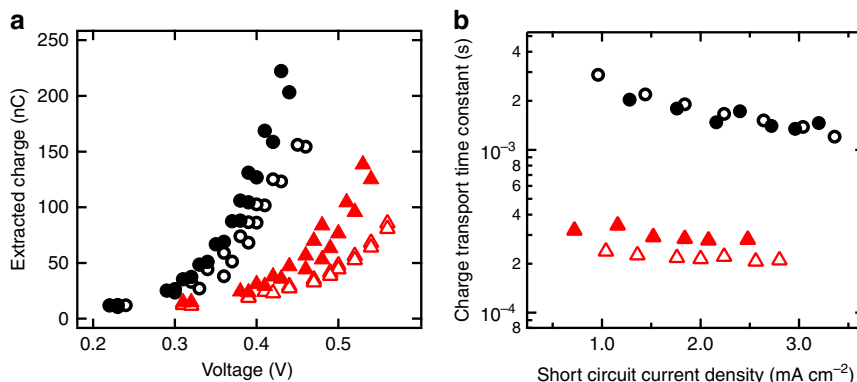 a
250
200
150
100
50
0
Extracted charge (nC)
0.2 0.3 0.4 0.5
Voltage (V)
b
4
2
10⁻³
8
6
4
2
10⁻⁴
8
Charge transport time constant (s)
1.0 2.0 3.0
Short circuit current density (mA cm⁻²)